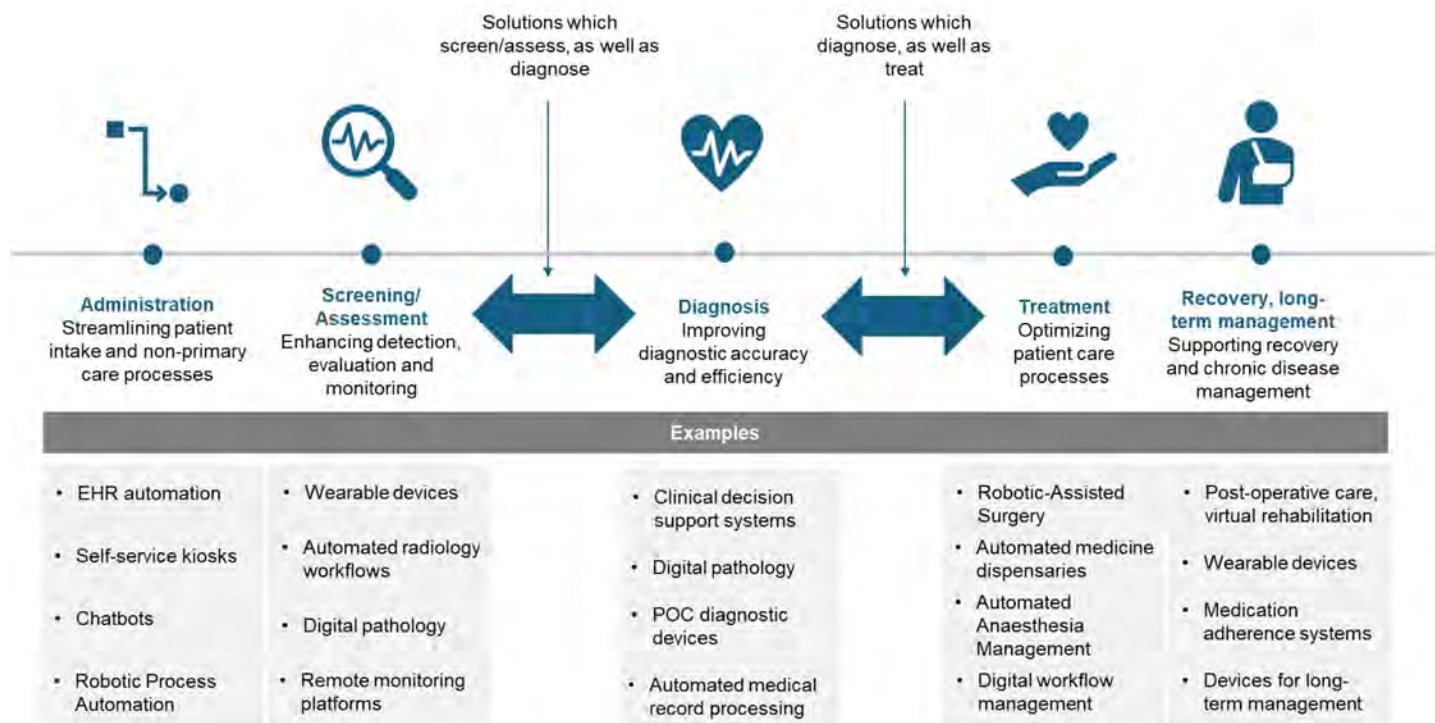 Solutions which
screen/assess, as well as
diagnose
Solutions which
diagnose, as well as
treat
Administration
Streamlining patient
intake and non-primary
care processes
Screening/
Assessment
Enhancing detection,
evaluation and
monitoring
Diagnosis
Improving
diagnostic accuracy
and efficiency
Treatment
Optimizing
patient care
processes
Recovery, long-
term management
Supporting recovery
and chronic disease
management
Examples
• EHR automation
• Self-service kiosks
• Chatbots
• Robotic Process
Automation
• Wearable devices
• Automated radiology
workflows
• Digital pathology
• Remote monitoring
platforms
• Clinical decision
support systems
• Digital pathology
• POC diagnostic
devices
• Automated medical
record processing
• Robotic-Assisted
Surgery
• Automated medicine
dispensaries
• Automated
Anaesthesia
Management
• Digital workflow
management
• Post-operative care,
virtual rehabilitation
• Wearable devices
• Medication
adherence systems
• Devices for long-
term management